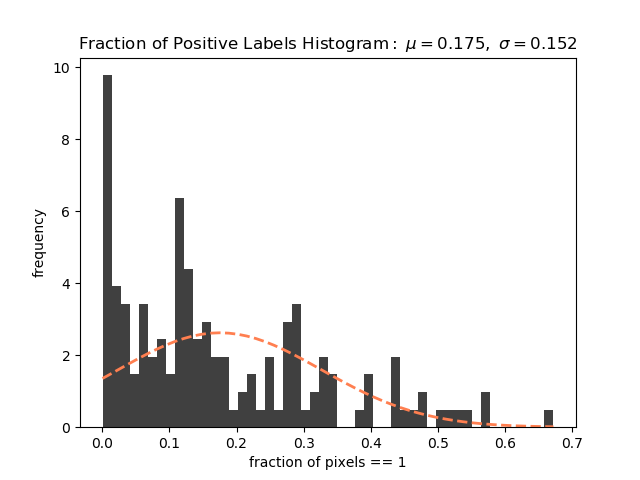 Fraction of Positive Labels Histogram: μ = 0.175, σ = 0.152
10
8
6
4
2
0
frequency
0.0 0.1 0.2 0.3 0.4 0.5 0.6 0.7
fraction of pixels == 1